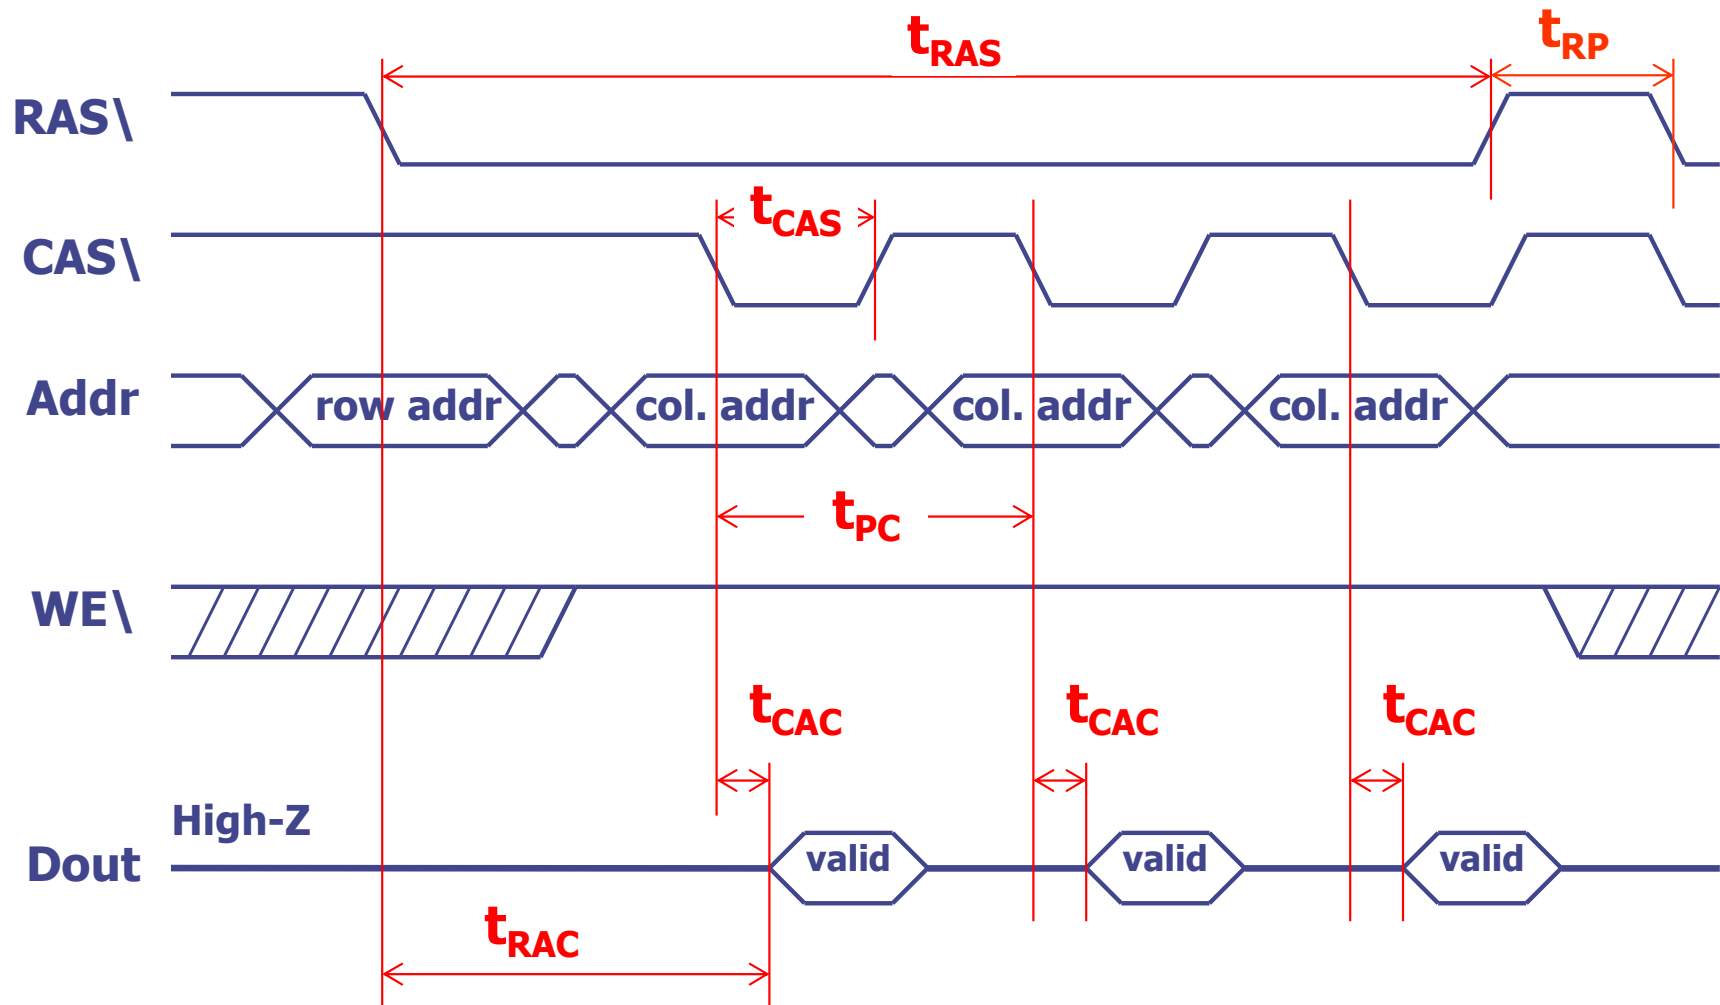 tRAS tRP
RAS\
tCAS
CAS\
Addr row addr col. addr col. addr col. addr
tPC
WE\
tCAC tCAC tCAC
High-Z
Dout valid valid valid
tRAC